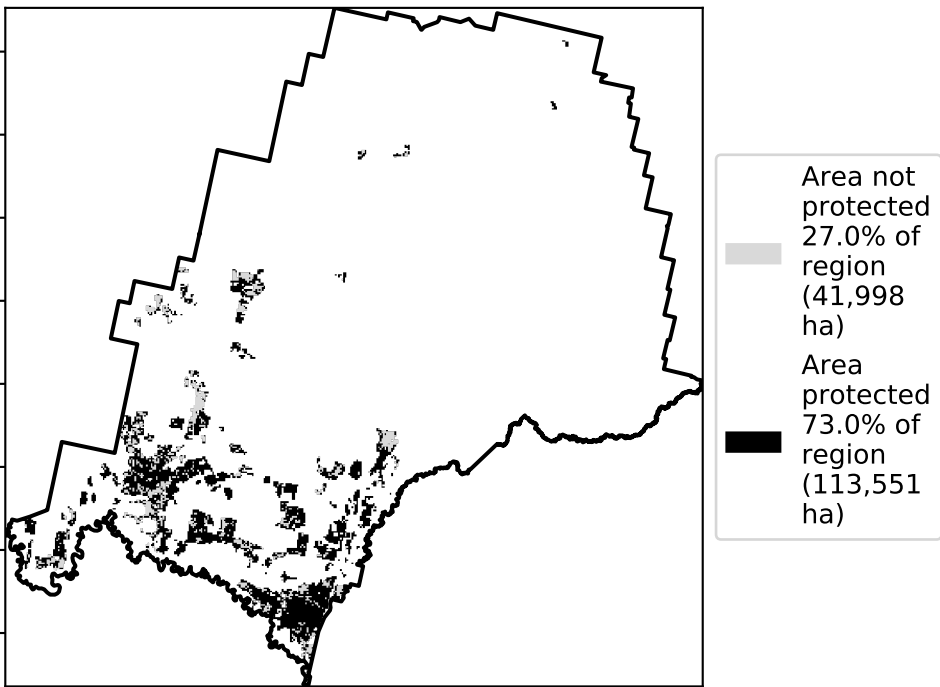 Area not
protected
27.0% of
region
(41,998
ha)
Area
protected
73.0% of
region
(113,551
ha)